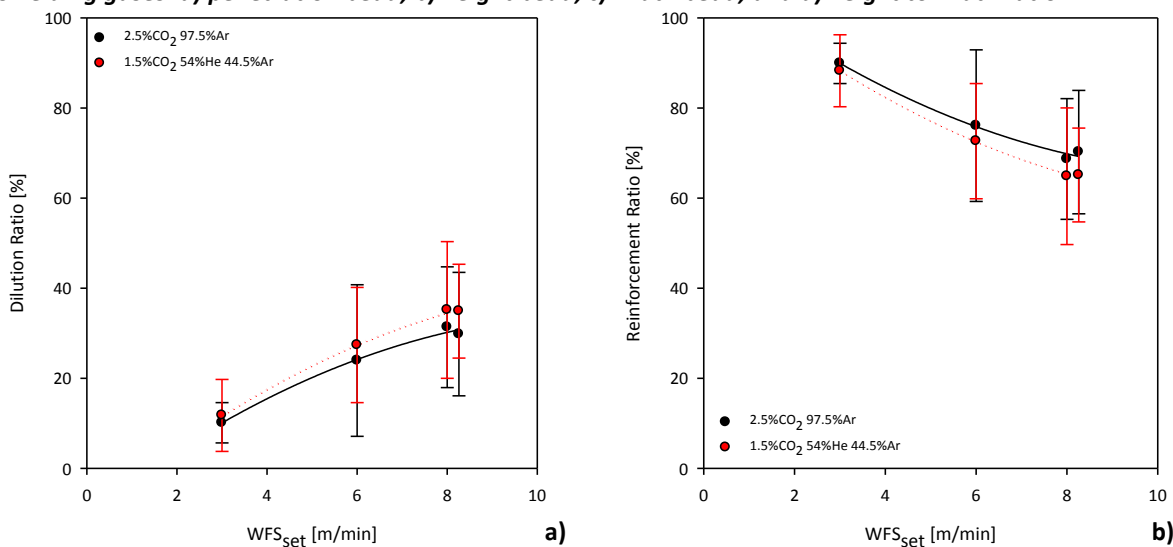 2.5%CO2 97.5%Ar
1.5%CO2 54%He 44.5%Ar
Dilution Ratio [%]
100
80
60
40
20
0
0 2 4 6 8 10
WFSset [m/min]
a)
Reinforcement Ratio [%]
100
80
60
40
20
0
2.5%CO2 97.5%Ar
1.5%CO2 54%He 44.5%Ar
0 2 4 6 8 10
WFSset [m/min]
b)